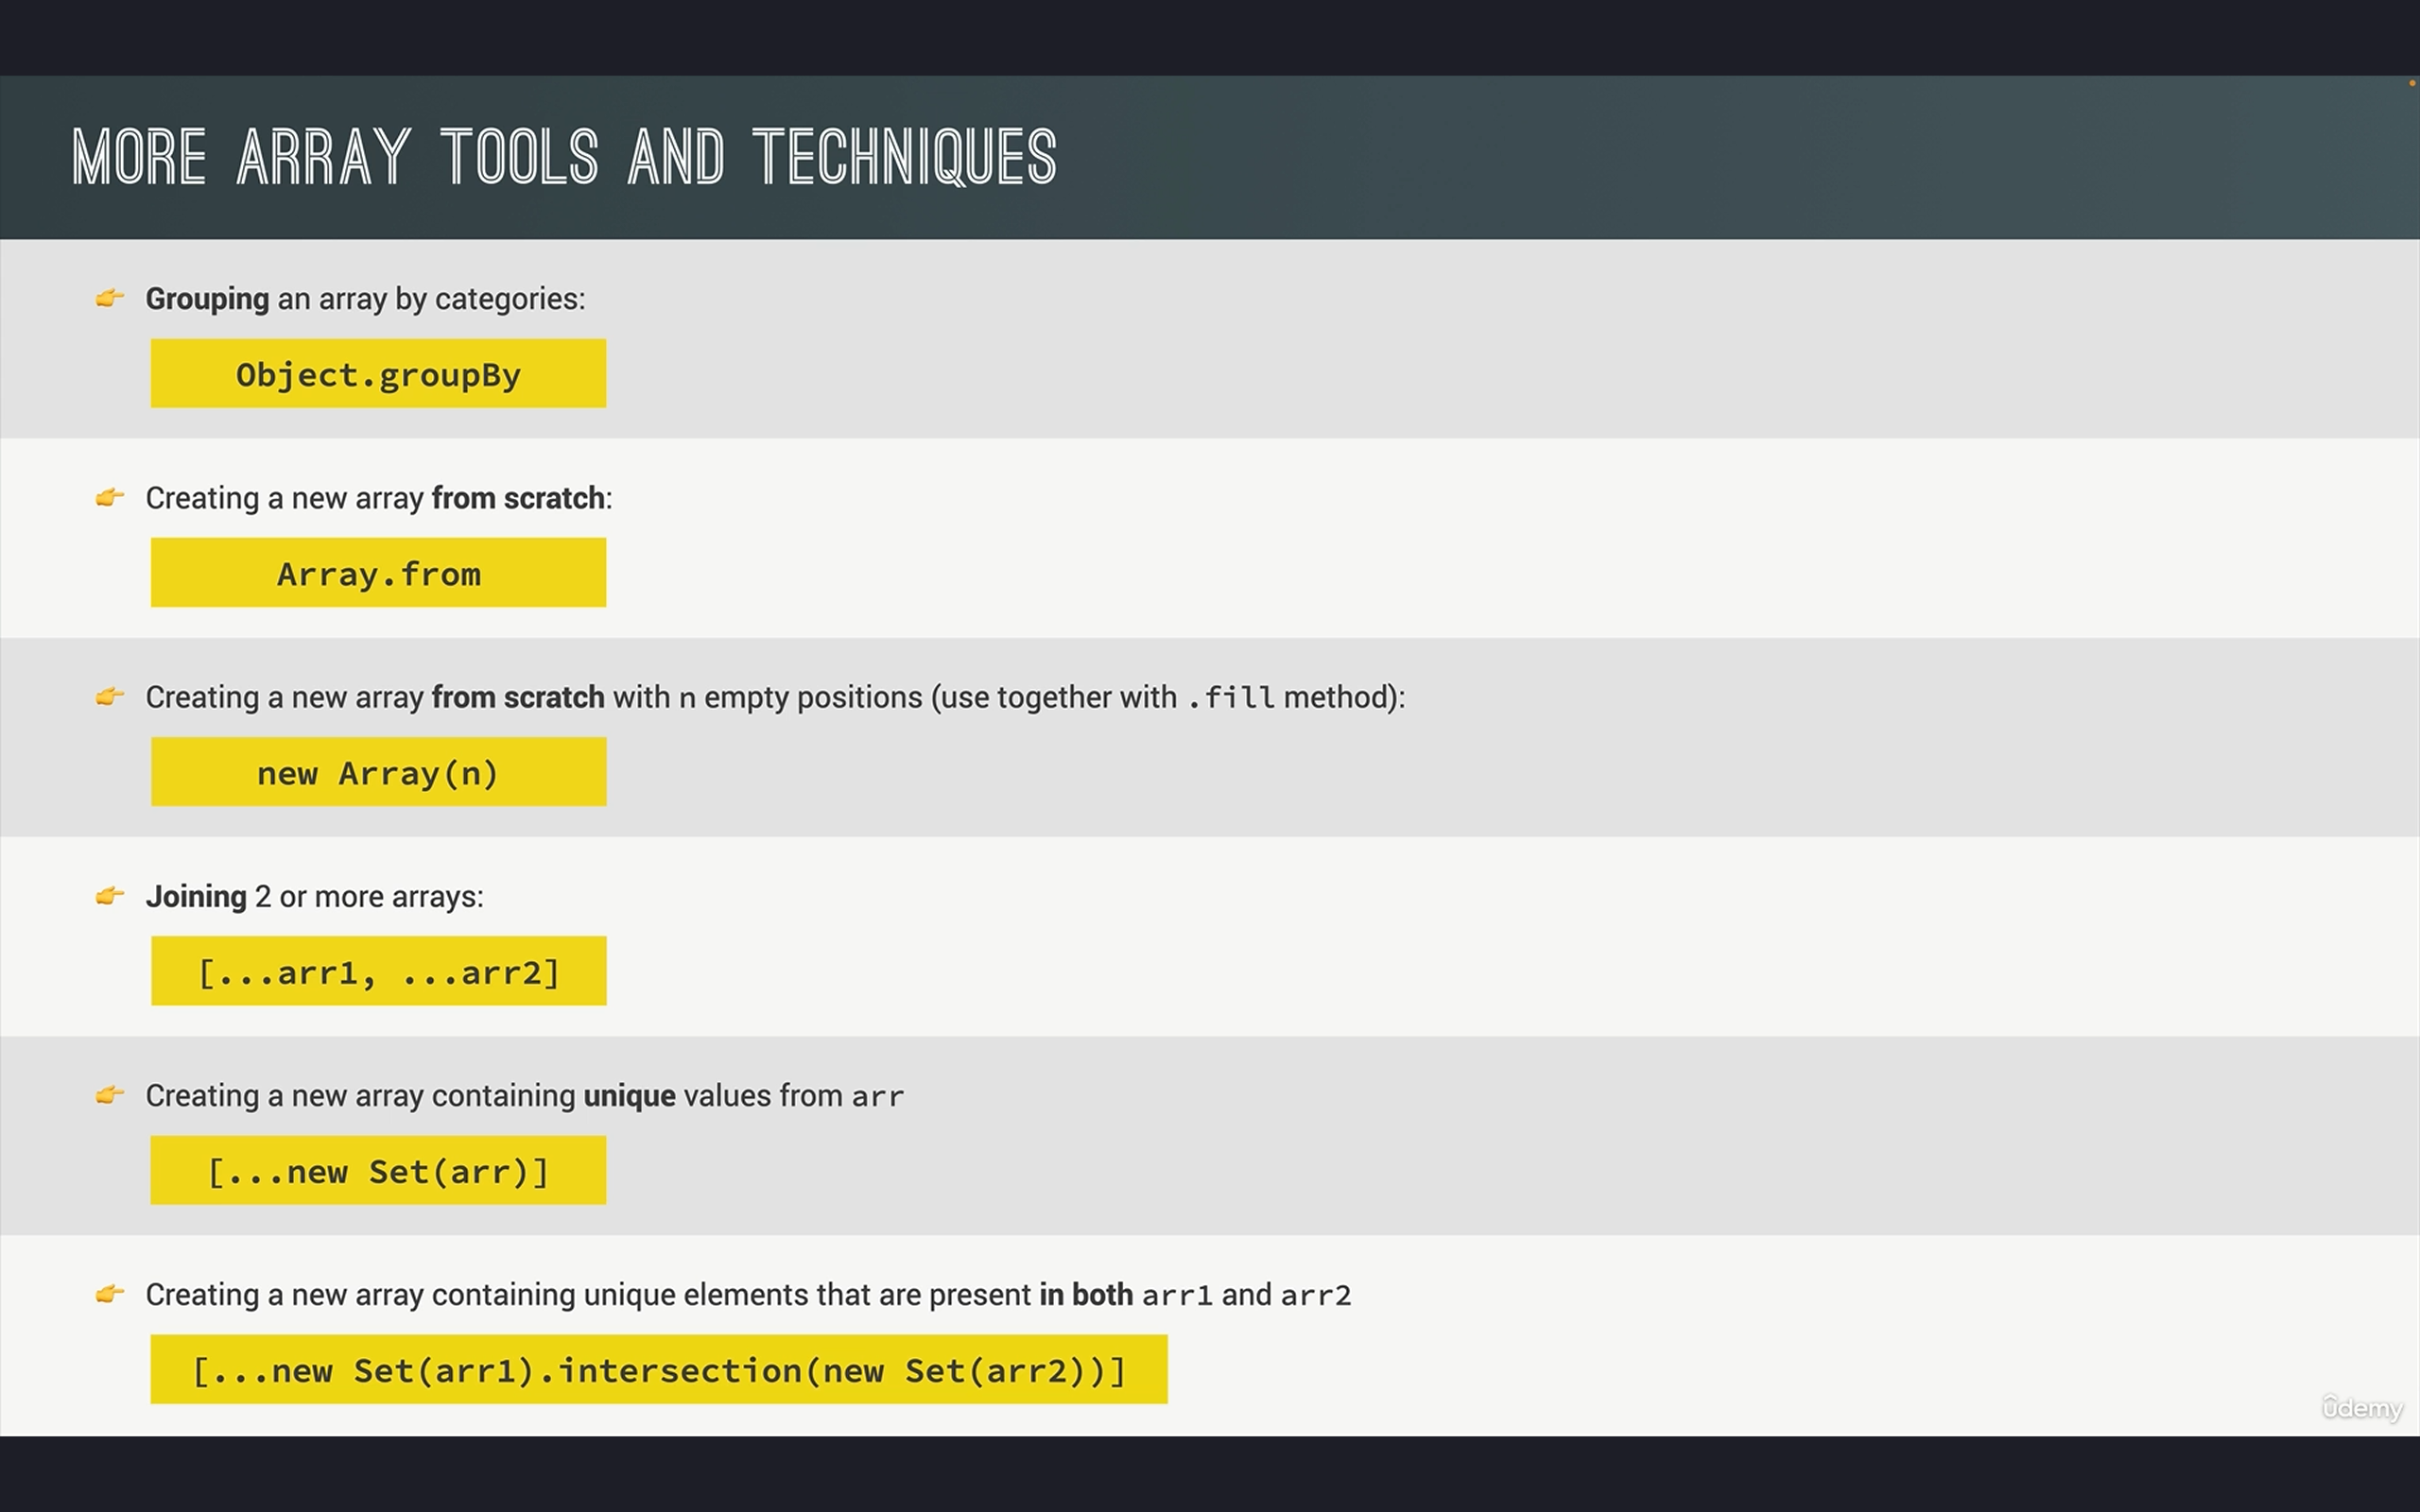 MORE ARRAY TOOLS AND TECHNIQUES
Grouping an array by categories:
Object.groupBy
Creating a new array from scratch:
Array.from
Creating a new array from scratch with n empty positions (use together with .fill method):
new Array(n)
Joining 2 or more arrays:
[...arr1, ...arr2]
Creating a new array containing unique values from arr
[...new Set(arr)]
Creating a new array containing unique elements that are present in both arr1 and arr2
[...new Set(arr1).intersection(new Set(arr2))]
ûdemy